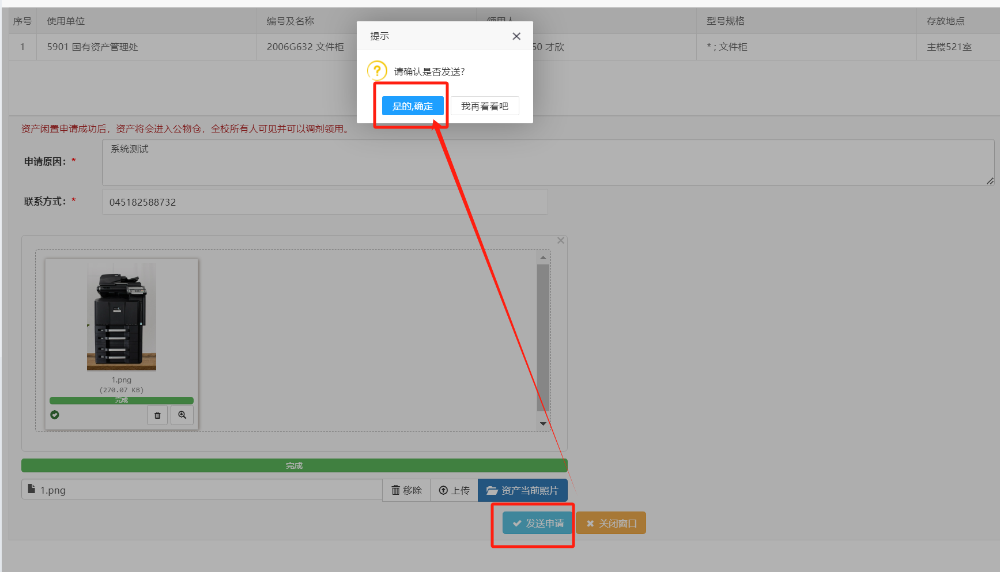 序号 使用单位 编号及名称 领用人 型号规格 存放地点
1 5901 国有资产管理处 2006G632 文件柜 50 才欣 * ; 文件柜 主楼521室
提示
请确认是否发送?
是的,确定 我再看看吧
资产闲置申请成功后，资产将会进入公物仓，全校所有人可见并可以调剂领用。
申请原因：* 系统测试
联系方式：* 045182588732
1.png
(270.07 KB)
完成
完成
1.png 移除 上传 资产当前照片
发送申请 关闭窗口